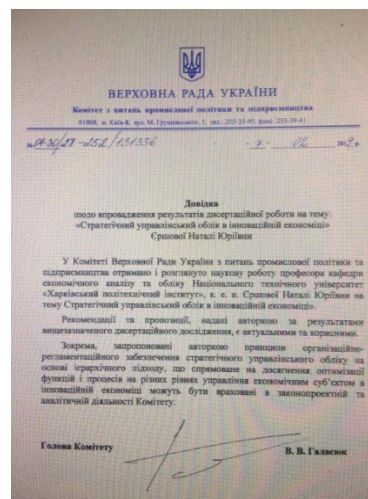 ВЕРХОВНА РАДА УКРАЇНИ
Комітет з питань промислової політики та підприємництва
01008, м. Київ-8, вул. М. Грушевського, 5, тел.: 255-35-93, факс: 255-39-41
Довідка
щодо впровадження результатів дисертаційної роботи на тему:
«Стратегічний управлінський облік в інноваційній економіці»
Єршової Наталі Юріївни
У Комітеті Верховної Ради України з питань промислової політики та
підприємництва отримано і розглянуто наукову роботу професора кафедри
економічного аналізу та обліку Національного технічного університет
«Харківський політехнічний інститут», к. е. н. Єршової Наталії Юріївни на
тему Стратегічний управлінський облік в інноваційній економіці».
Рекомендації та пропозиції, надані авторкою за результатами
вищезазначеного дисертаційного дослідження, є актуальними та корисними.
Зокрема, запропоновані авторкою принципи організаційно-
регламентаційного забезпечення стратегічного управлінського обліку на
основі ієрархічного підходу, що спрямоване на досягнення оптимізації
функцій і процесів на різних рівнях управління економічним суб'єктом в
інноваційній економіці можуть бути враховані в законопроектній та
аналітичній діяльності Комітету.
Голова Комітету
В. В. Галасюк